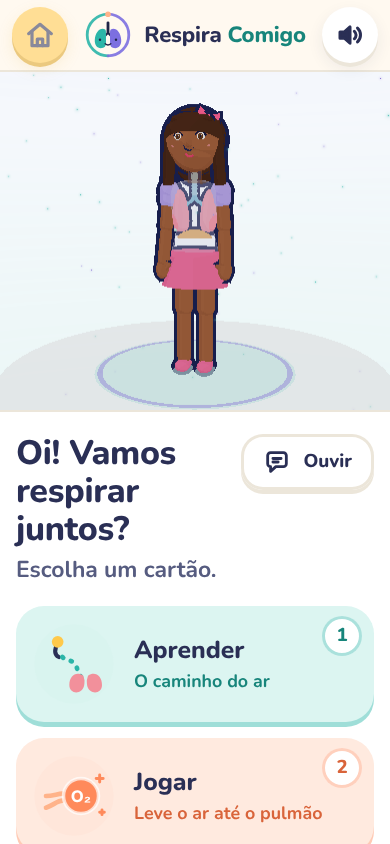 Respira Comigo
Oi! Vamos
respirar
juntos?
Ouvir
Escolha um cartão.
1
Aprender
O caminho do ar
2
O₂
Jogar
Leve o ar até o pulmão